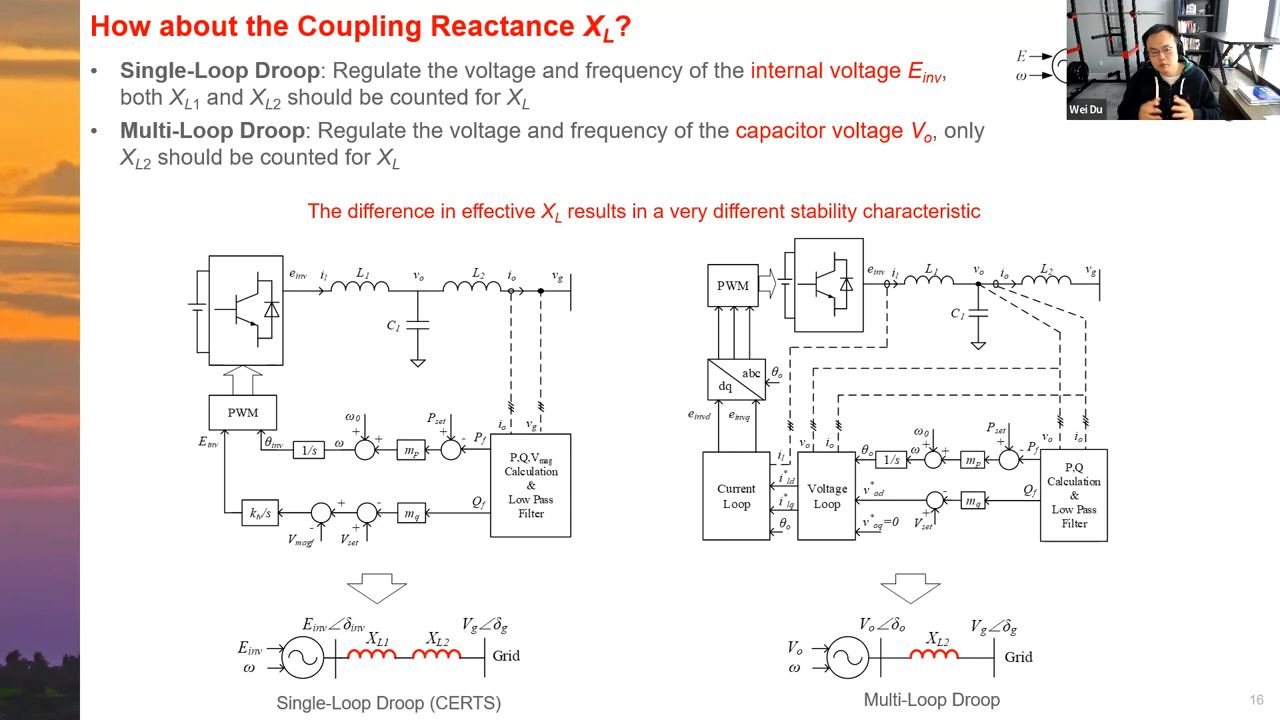 How about the Coupling Reactance X_L?
• Single-Loop Droop: Regulate the voltage and frequency of the internal voltage E_inv,
both X_L1 and X_L2 should be counted for X_L
• Multi-Loop Droop: Regulate the voltage and frequency of the capacitor voltage V_o, only
X_L2 should be counted for X_L
E
ω
Wei Du
The difference in effective X_L results in a very different stability characteristic
e_inv i_l L_1 v_o L_2 i_o v_g
C_1
PWM
E_inv θ_inv 1/s ω ω_0 + + m_p P_set + - P_f
i_o v_g
P,Q,V_mag
Calculation
&
Low Pass
Filter
k_iv/s + - V_magf - V_set + m_q Q_f
E_inv∠δ_inv V_g∠δ_g
X_L1 X_L2
E_inv
ω
Grid
Single-Loop Droop (CERTS)
PWM
e_inv i_l L_1 v_o i_o L_2 v_g
C_1
abc
dq
θ_o
e_invd e_invq
i_l v_o i_o
Current
Loop
i*_ld
i*_lq
θ_o
Voltage
Loop
θ_o 1/s ω ω_0 + + m_p P_set + - P_f
v*_od - V_set + m_q Q_f
v*_oq=0
v_o i_o
P,Q
Calculation
&
Low Pass
Filter
V_o∠δ_o V_g∠δ_g
X_L2
V_o
ω
Grid
Multi-Loop Droop
16